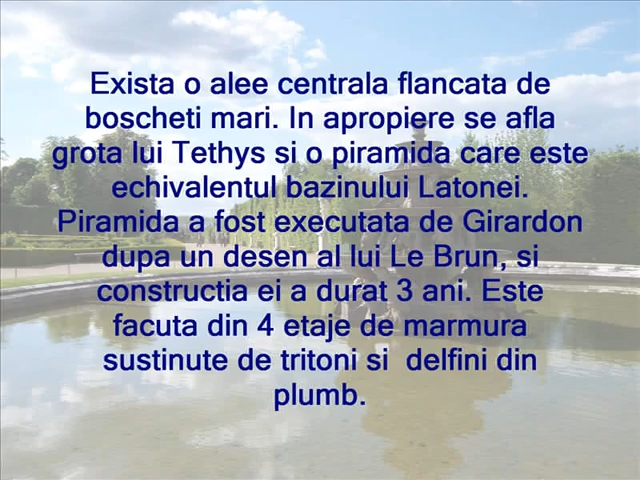 Exista o alee centrala flancata de
boscheti mari. In apropiere se afla
grota lui Tethys si o piramida care este
echivalentul bazinului Latonei.
Piramida a fost executata de Girardon
dupa un desen al lui Le Brun, si
constructia ei a durat 3 ani. Este
facuta din 4 etaje de marmura
sustinute de tritoni si  delfini din
plumb.